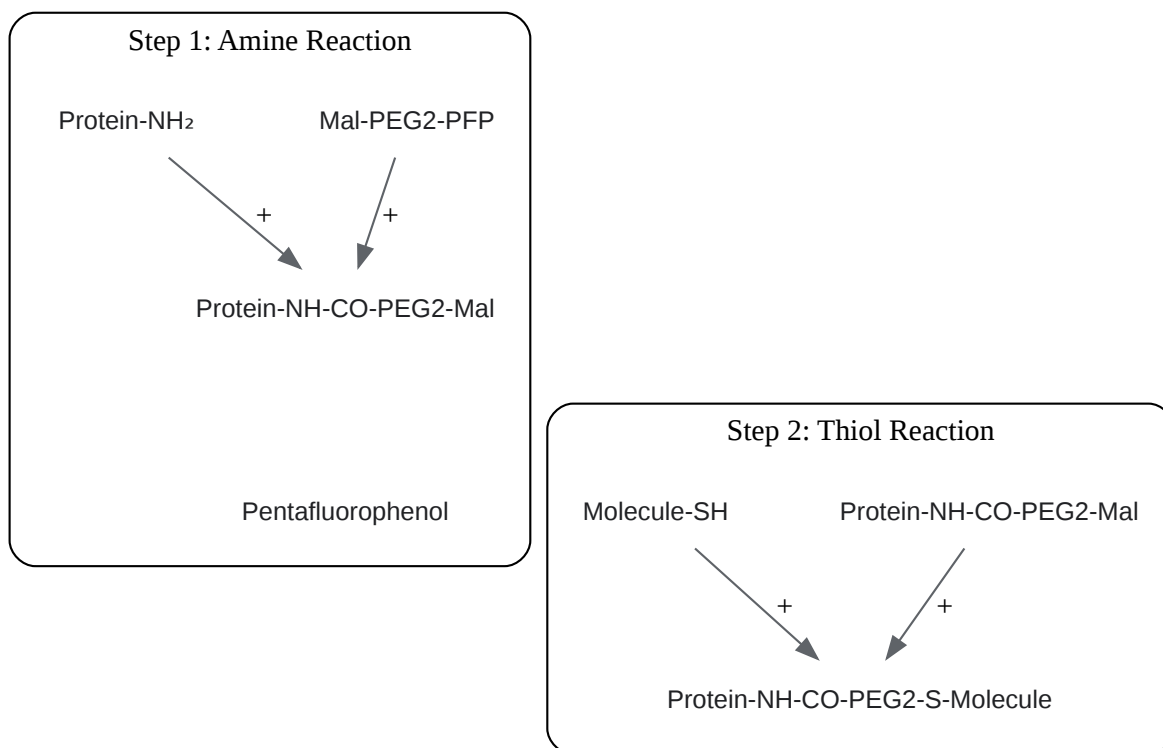 Step 1: Amine Reaction
Protein-NH₂
Mal-PEG2-PFP
+
+
Protein-NH-CO-PEG2-Mal
Pentafluorophenol
Step 2: Thiol Reaction
Molecule-SH
Protein-NH-CO-PEG2-Mal
+
+
Protein-NH-CO-PEG2-S-Molecule